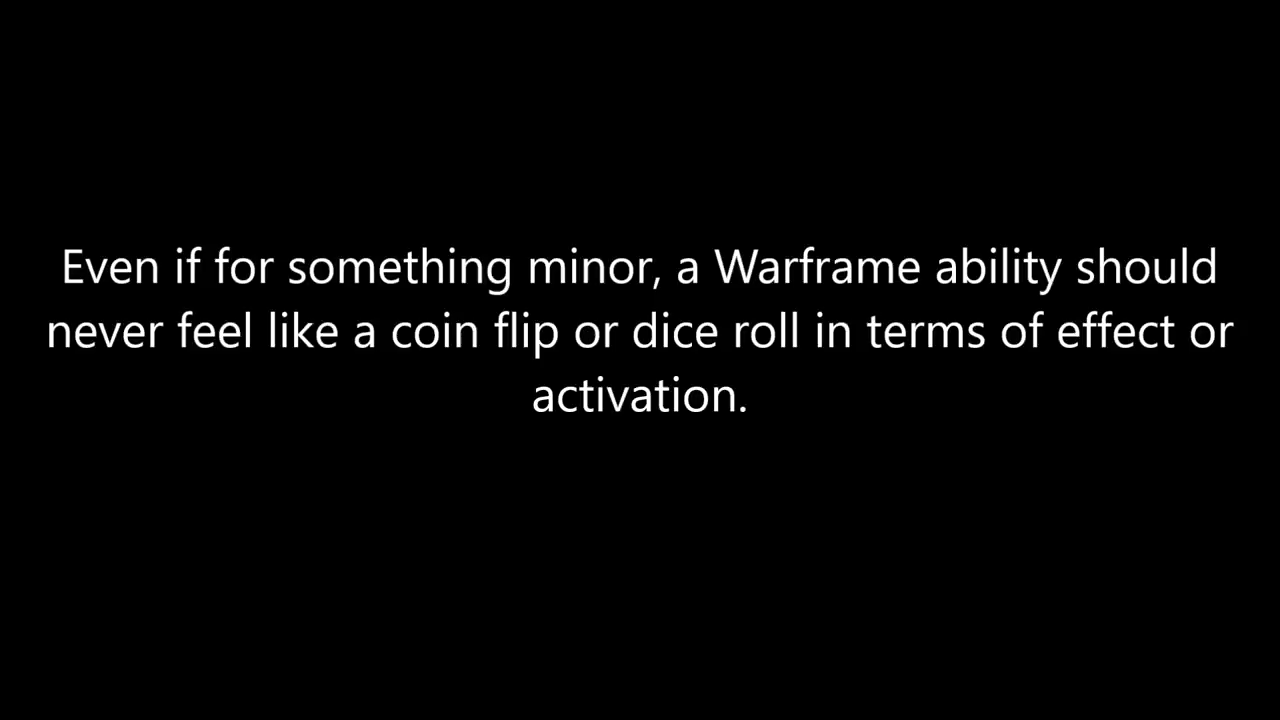 Even if for something minor, a Warframe ability should
never feel like a coin flip or dice roll in terms of effect or
activation.